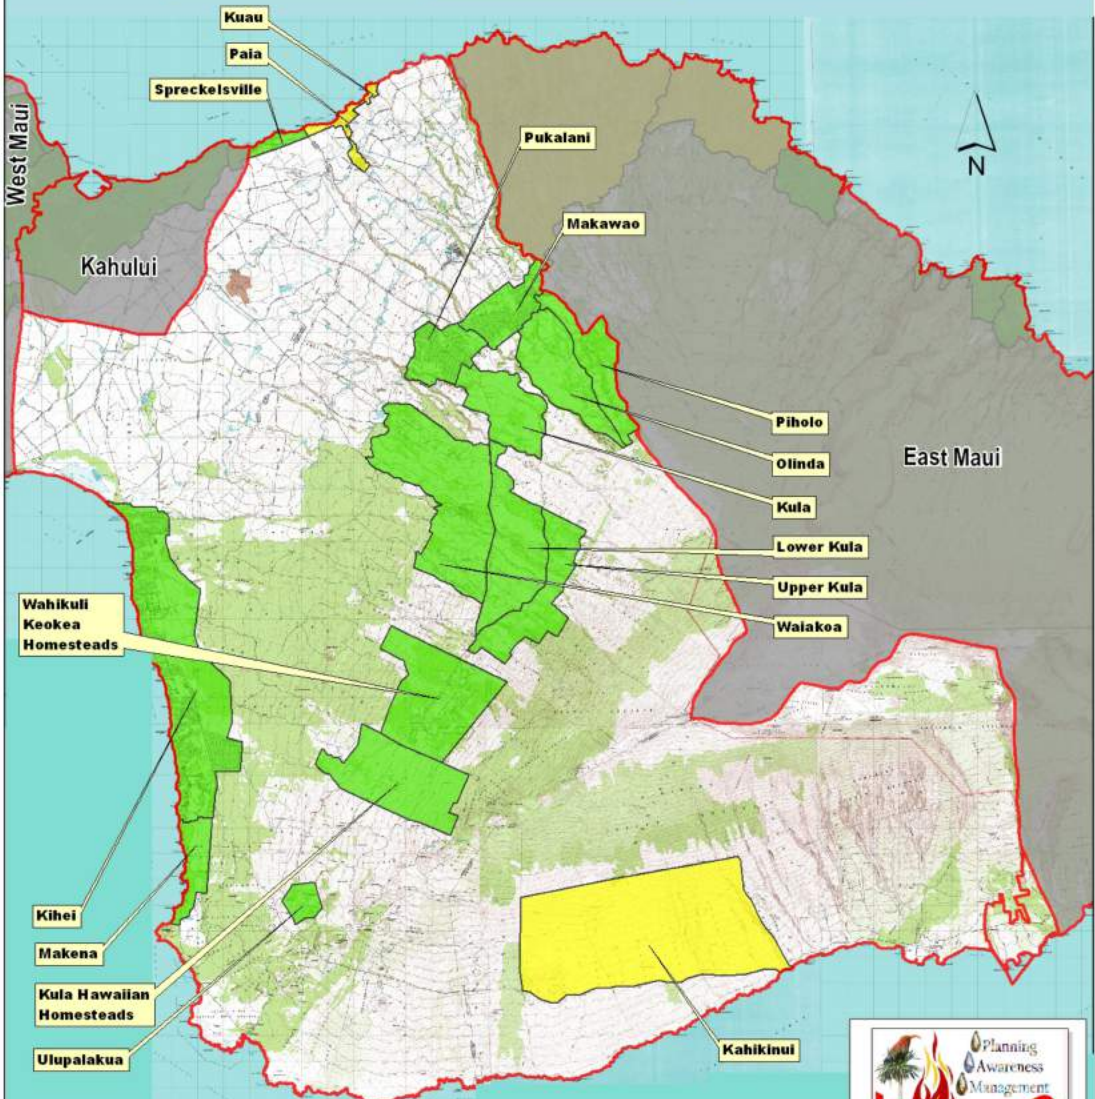 Kuau
Paia
Spreckelsville
West Maui
Pukalani
N
Makawao
Kahului
Piholo
Olinda
East Maui
Kula
Lower Kula
Upper Kula
Waiakoa
Wahikuli
Keokea
Homesteads
Kihei
Makena
Kula Hawaiian
Homesteads
Ulupalakua
Kahikinui
Planning
Awareness
Management